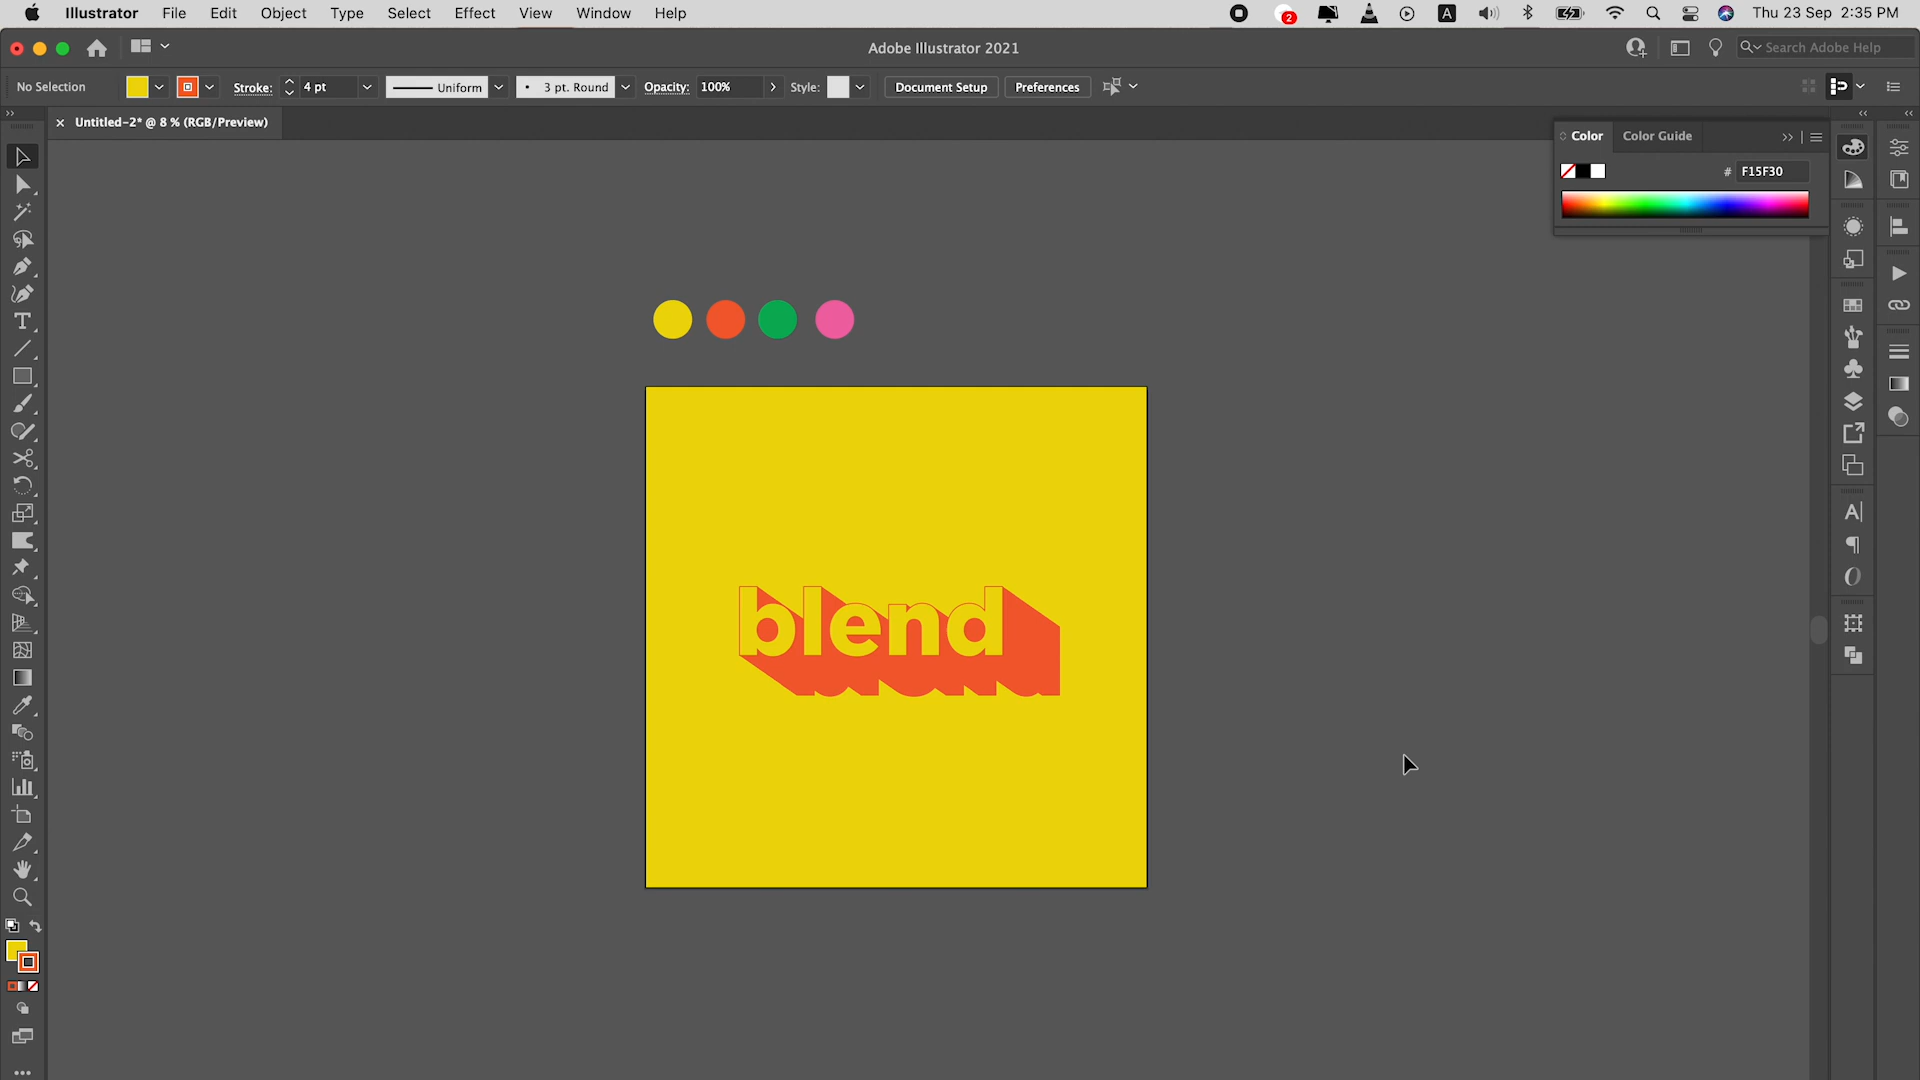 Illustrator File Edit Object Type Select Effect View Window Help 2 A Thu 23 Sep 2:35 PM
Adobe Illustrator 2021 Search Adobe Help
No Selection Stroke: 4 pt Uniform 3 pt. Round Opacity: 100% Style: Document Setup Preferences
Untitled-2* @ 8 % (RGB/Preview)
Color Color Guide
# F15F30
blend